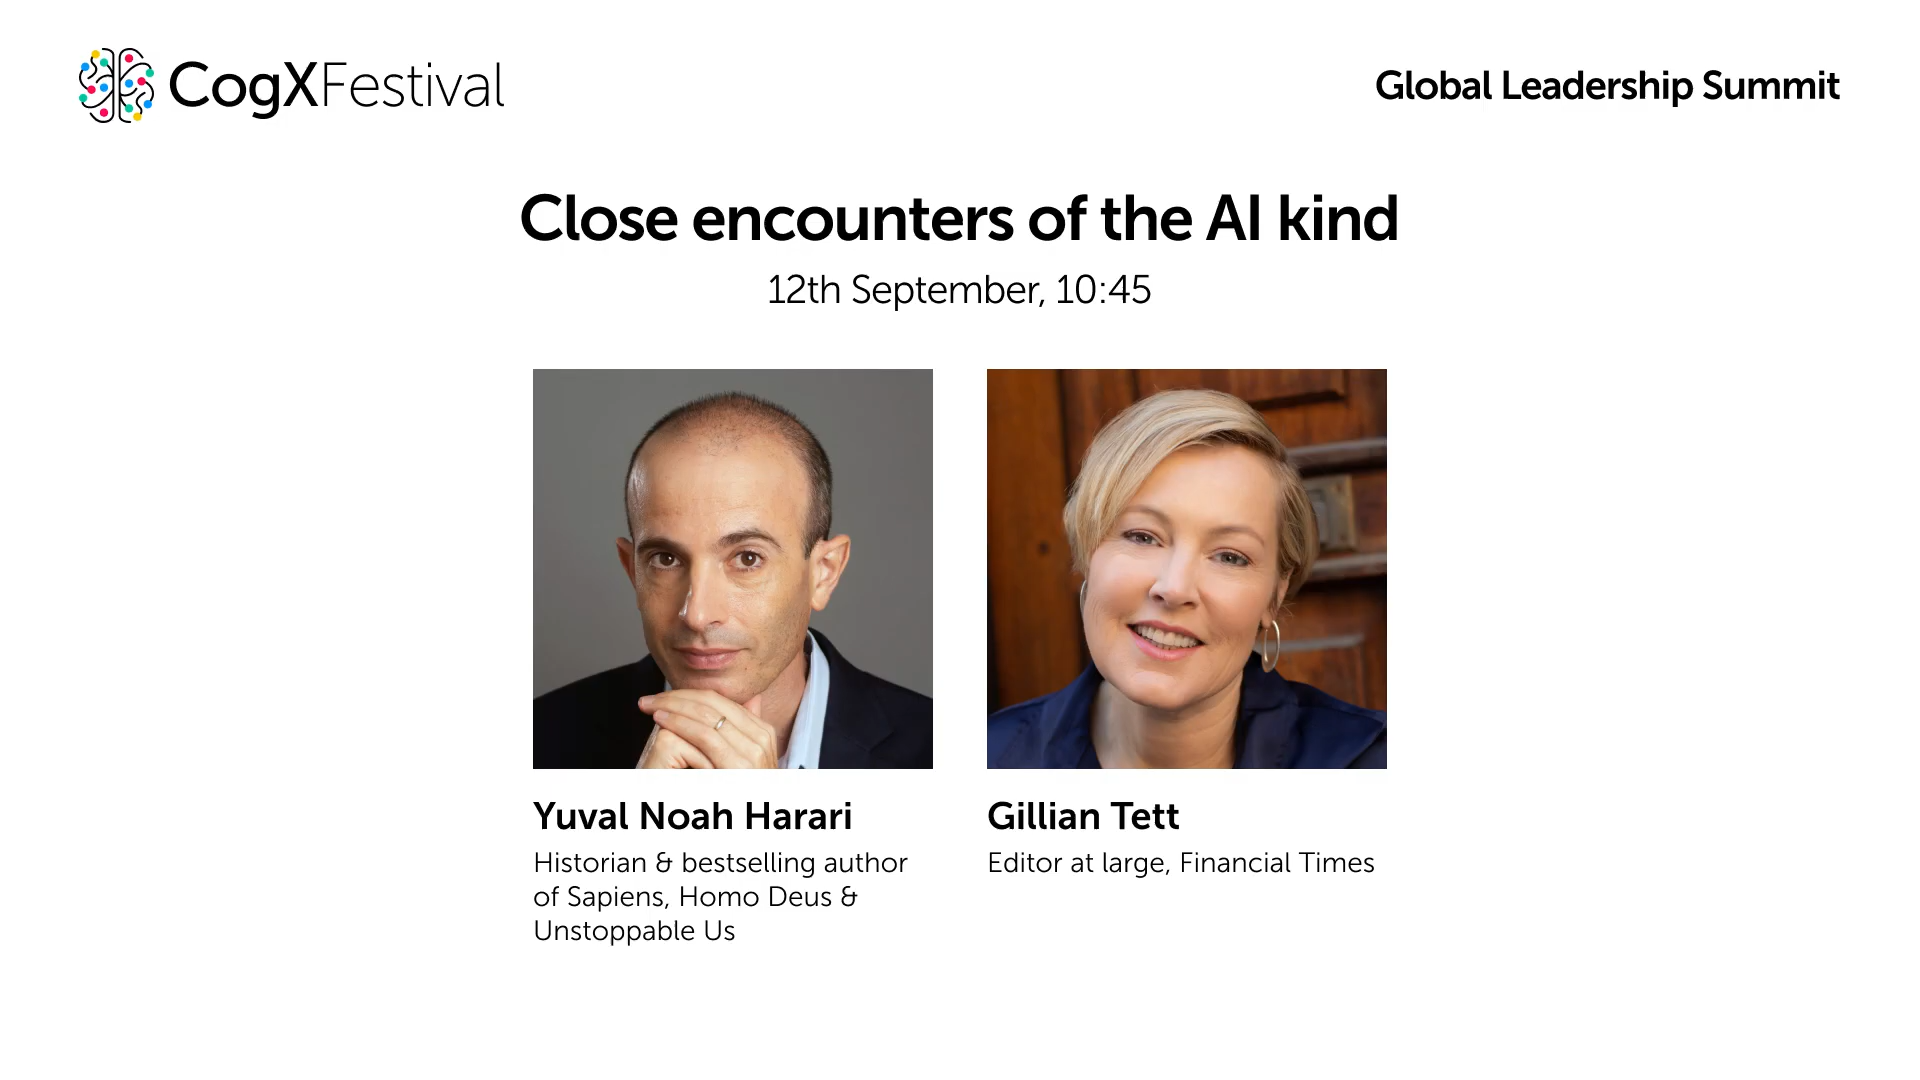 CogXFestival
Global Leadership Summit
Close encounters of the AI kind
12th September, 10:45
Yuval Noah Harari
Historian & bestselling author
of Sapiens, Homo Deus &
Unstoppable Us
Gillian Tett
Editor at large, Financial Times